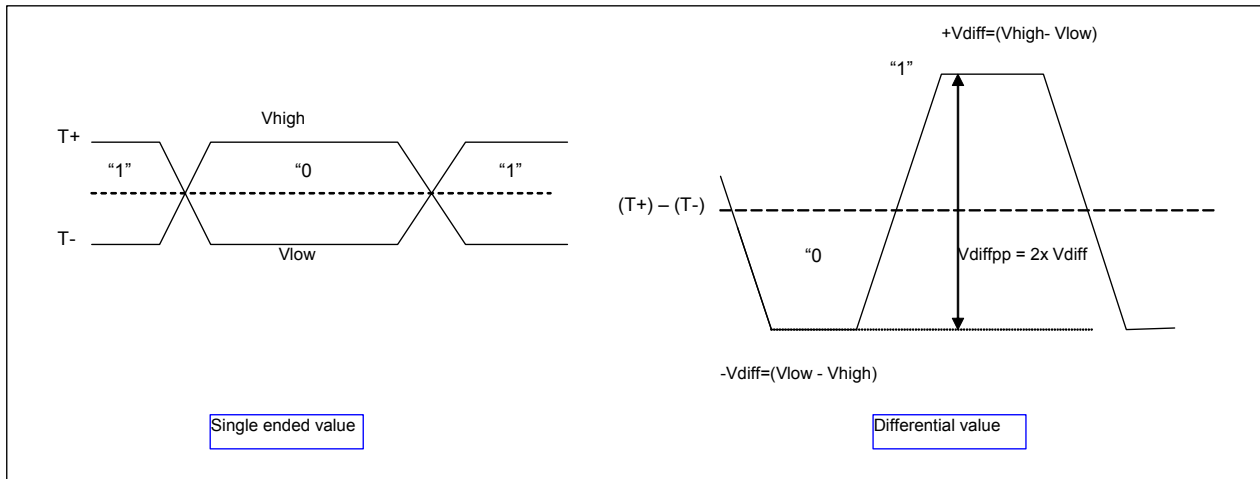 T+
Vhigh
“1”
“0
“1”
T-
Vlow
Single ended value
+Vdiff=(Vhigh- Vlow)
“1”
(T+) – (T-)
“0
Vdiffpp = 2x Vdiff
-Vdiff=(Vlow - Vhigh)
Differential value